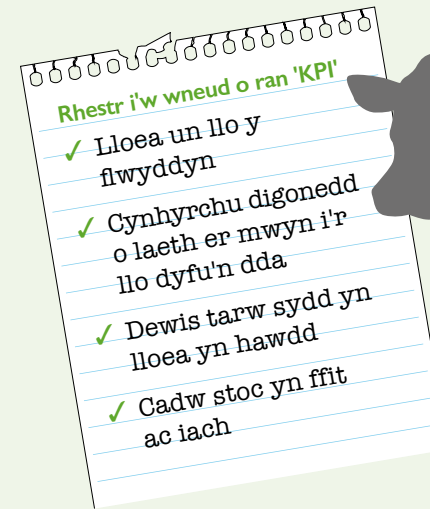 Rhestr i'w wneud o ran 'KPI'
✓ Lloea un llo y
flwyddyn
✓ Cynhyrchu digonedd
o laeth er mwyn i'r
llo dyfu'n dda
✓ Dewis tarw sydd yn
lloea yn hawdd
✓ Cadw stoc yn ffit
ac iach